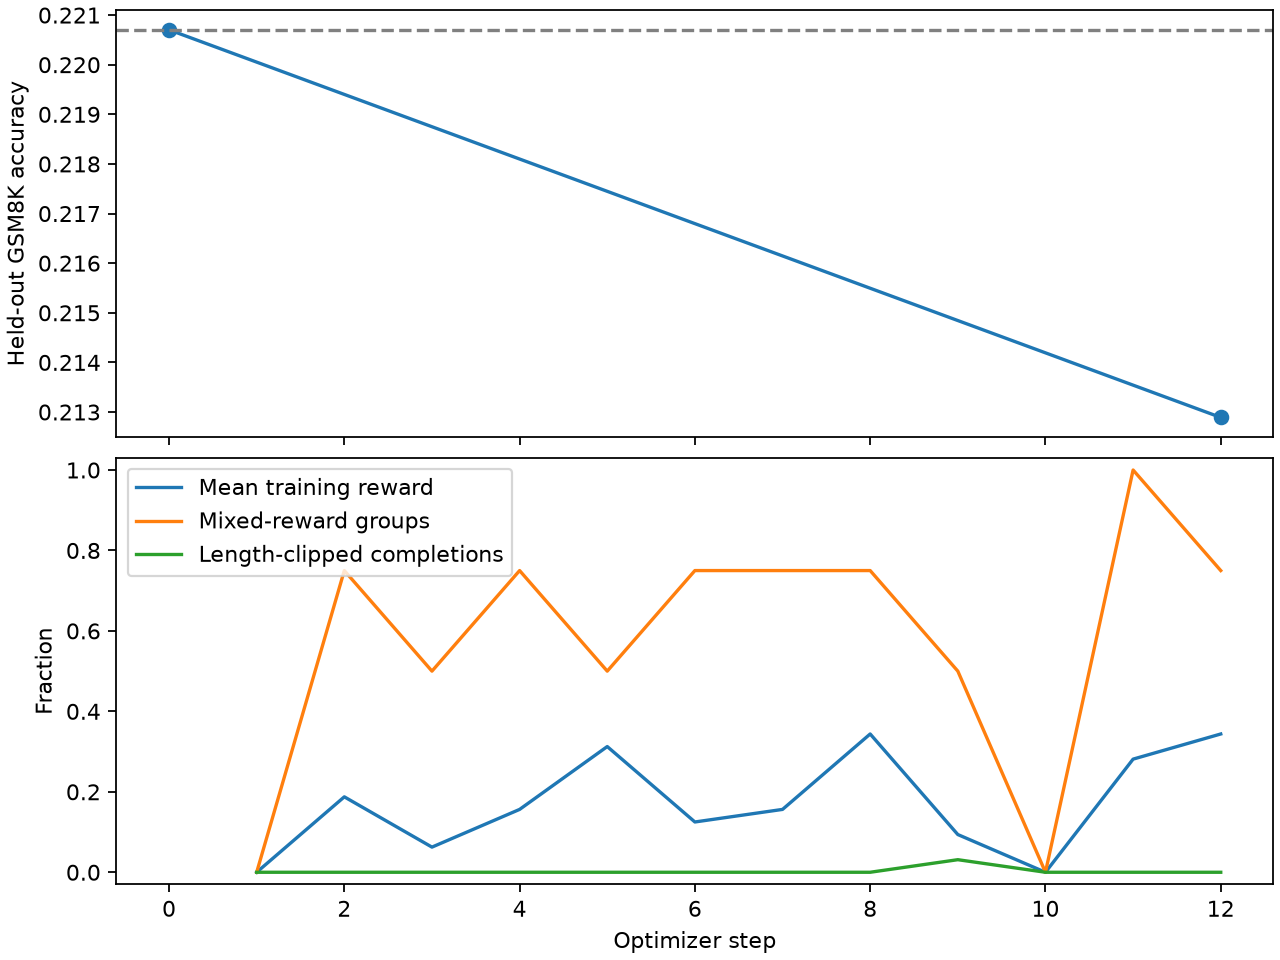 0.221
0.220
0.219
0.218
0.217
0.216
0.215
0.214
0.213
Held-out GSM8K accuracy
Mean training reward
Mixed-reward groups
Length-clipped completions
1.0
0.8
0.6
0.4
0.2
0.0
Fraction
0 2 4 6 8 10 12
Optimizer step